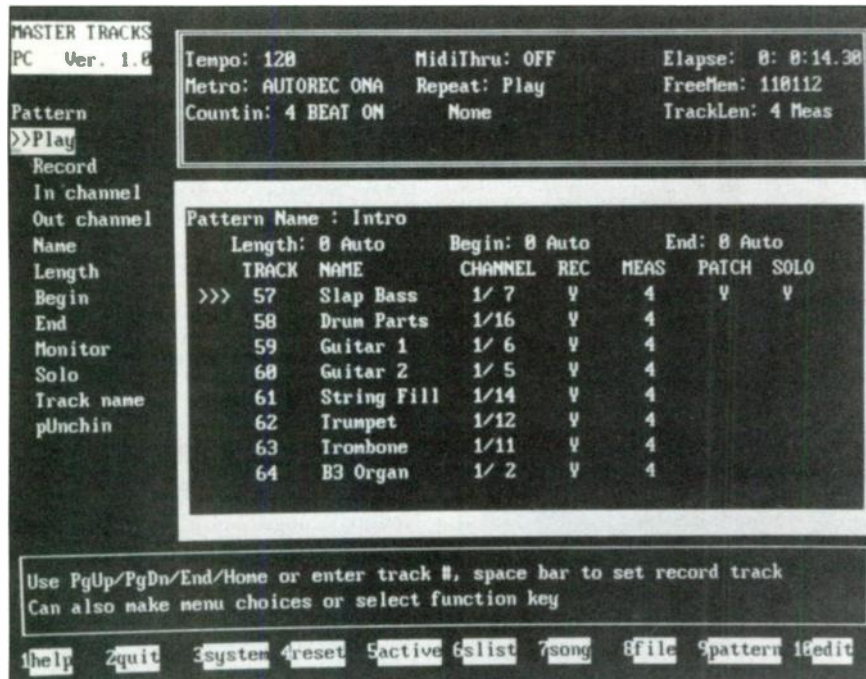 MASTER TRACKS
PC Ver. 1.0
Tempo: 120 MidiThru: OFF Elapse: 0: 0:14.30
Metro: AUTOREC ONA Repeat: Play FreeMem: 110112
Countin: 4 BEAT ON None TrackLen: 4 Meas
Pattern
>>Play
Record
In channel
Out channel
Name
Length
Begin
End
Monitor
Solo
Track name
pUnchin
Pattern Name : Intro
Length: 0 Auto Begin: 0 Auto End: 0 Auto
TRACK NAME CHANNEL REC MEAS PATCH SOLO
>>> 57 Slap Bass 1/ 7 Y 4 Y Y
58 Drum Parts 1/16 Y 4
59 Guitar 1 1/ 6 Y 4
60 Guitar 2 1/ 5 Y 4
61 String Fill 1/14 Y 4
62 Trumpet 1/12 Y 4
63 Trombone 1/11 Y 4
64 B3 Organ 1/ 2 Y 4
Use PgUp/PgDn/End/Home or enter track #, space bar to set record track
Can also make menu choices or select function key
1help 2quit 3system 4reset 5active 6slist 7song 8file 9pattern 10edit